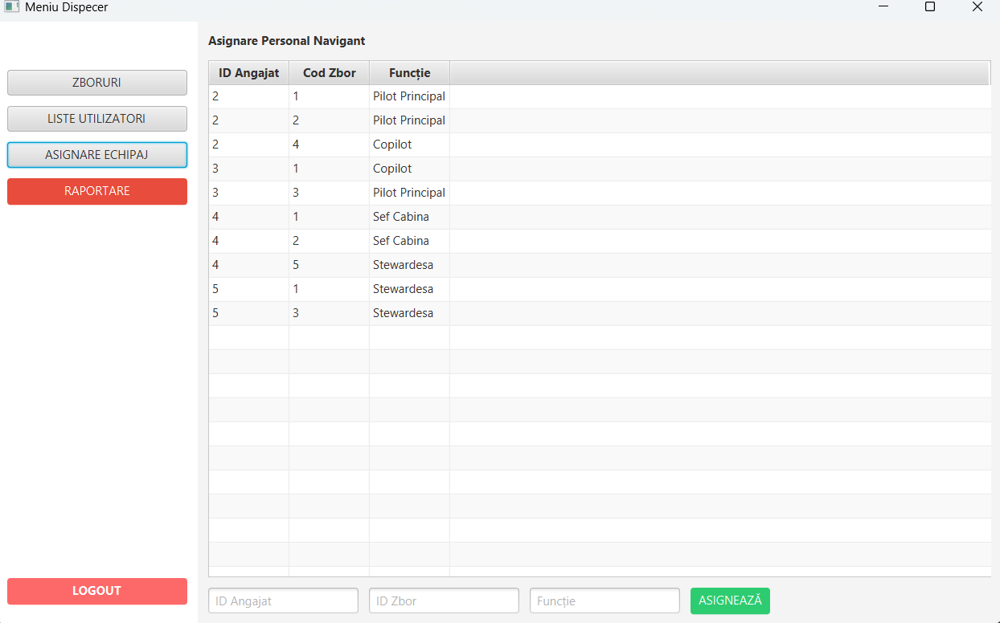 Meniu Dispecer
ZBORURI
LISTE UTILIZATORI
ASIGNARE ECHIPAJ
RAPORTARE
LOGOUT
Asignare Personal Navigant
ID Angajat Cod Zbor Funcție
2 1 Pilot Principal
2 2 Pilot Principal
2 4 Copilot
3 1 Copilot
3 3 Pilot Principal
4 1 Sef Cabina
4 2 Sef Cabina
4 5 Stewardesa
5 1 Stewardesa
5 3 Stewardesa
ID Angajat ID Zbor Funcție ASIGNEAZĂ